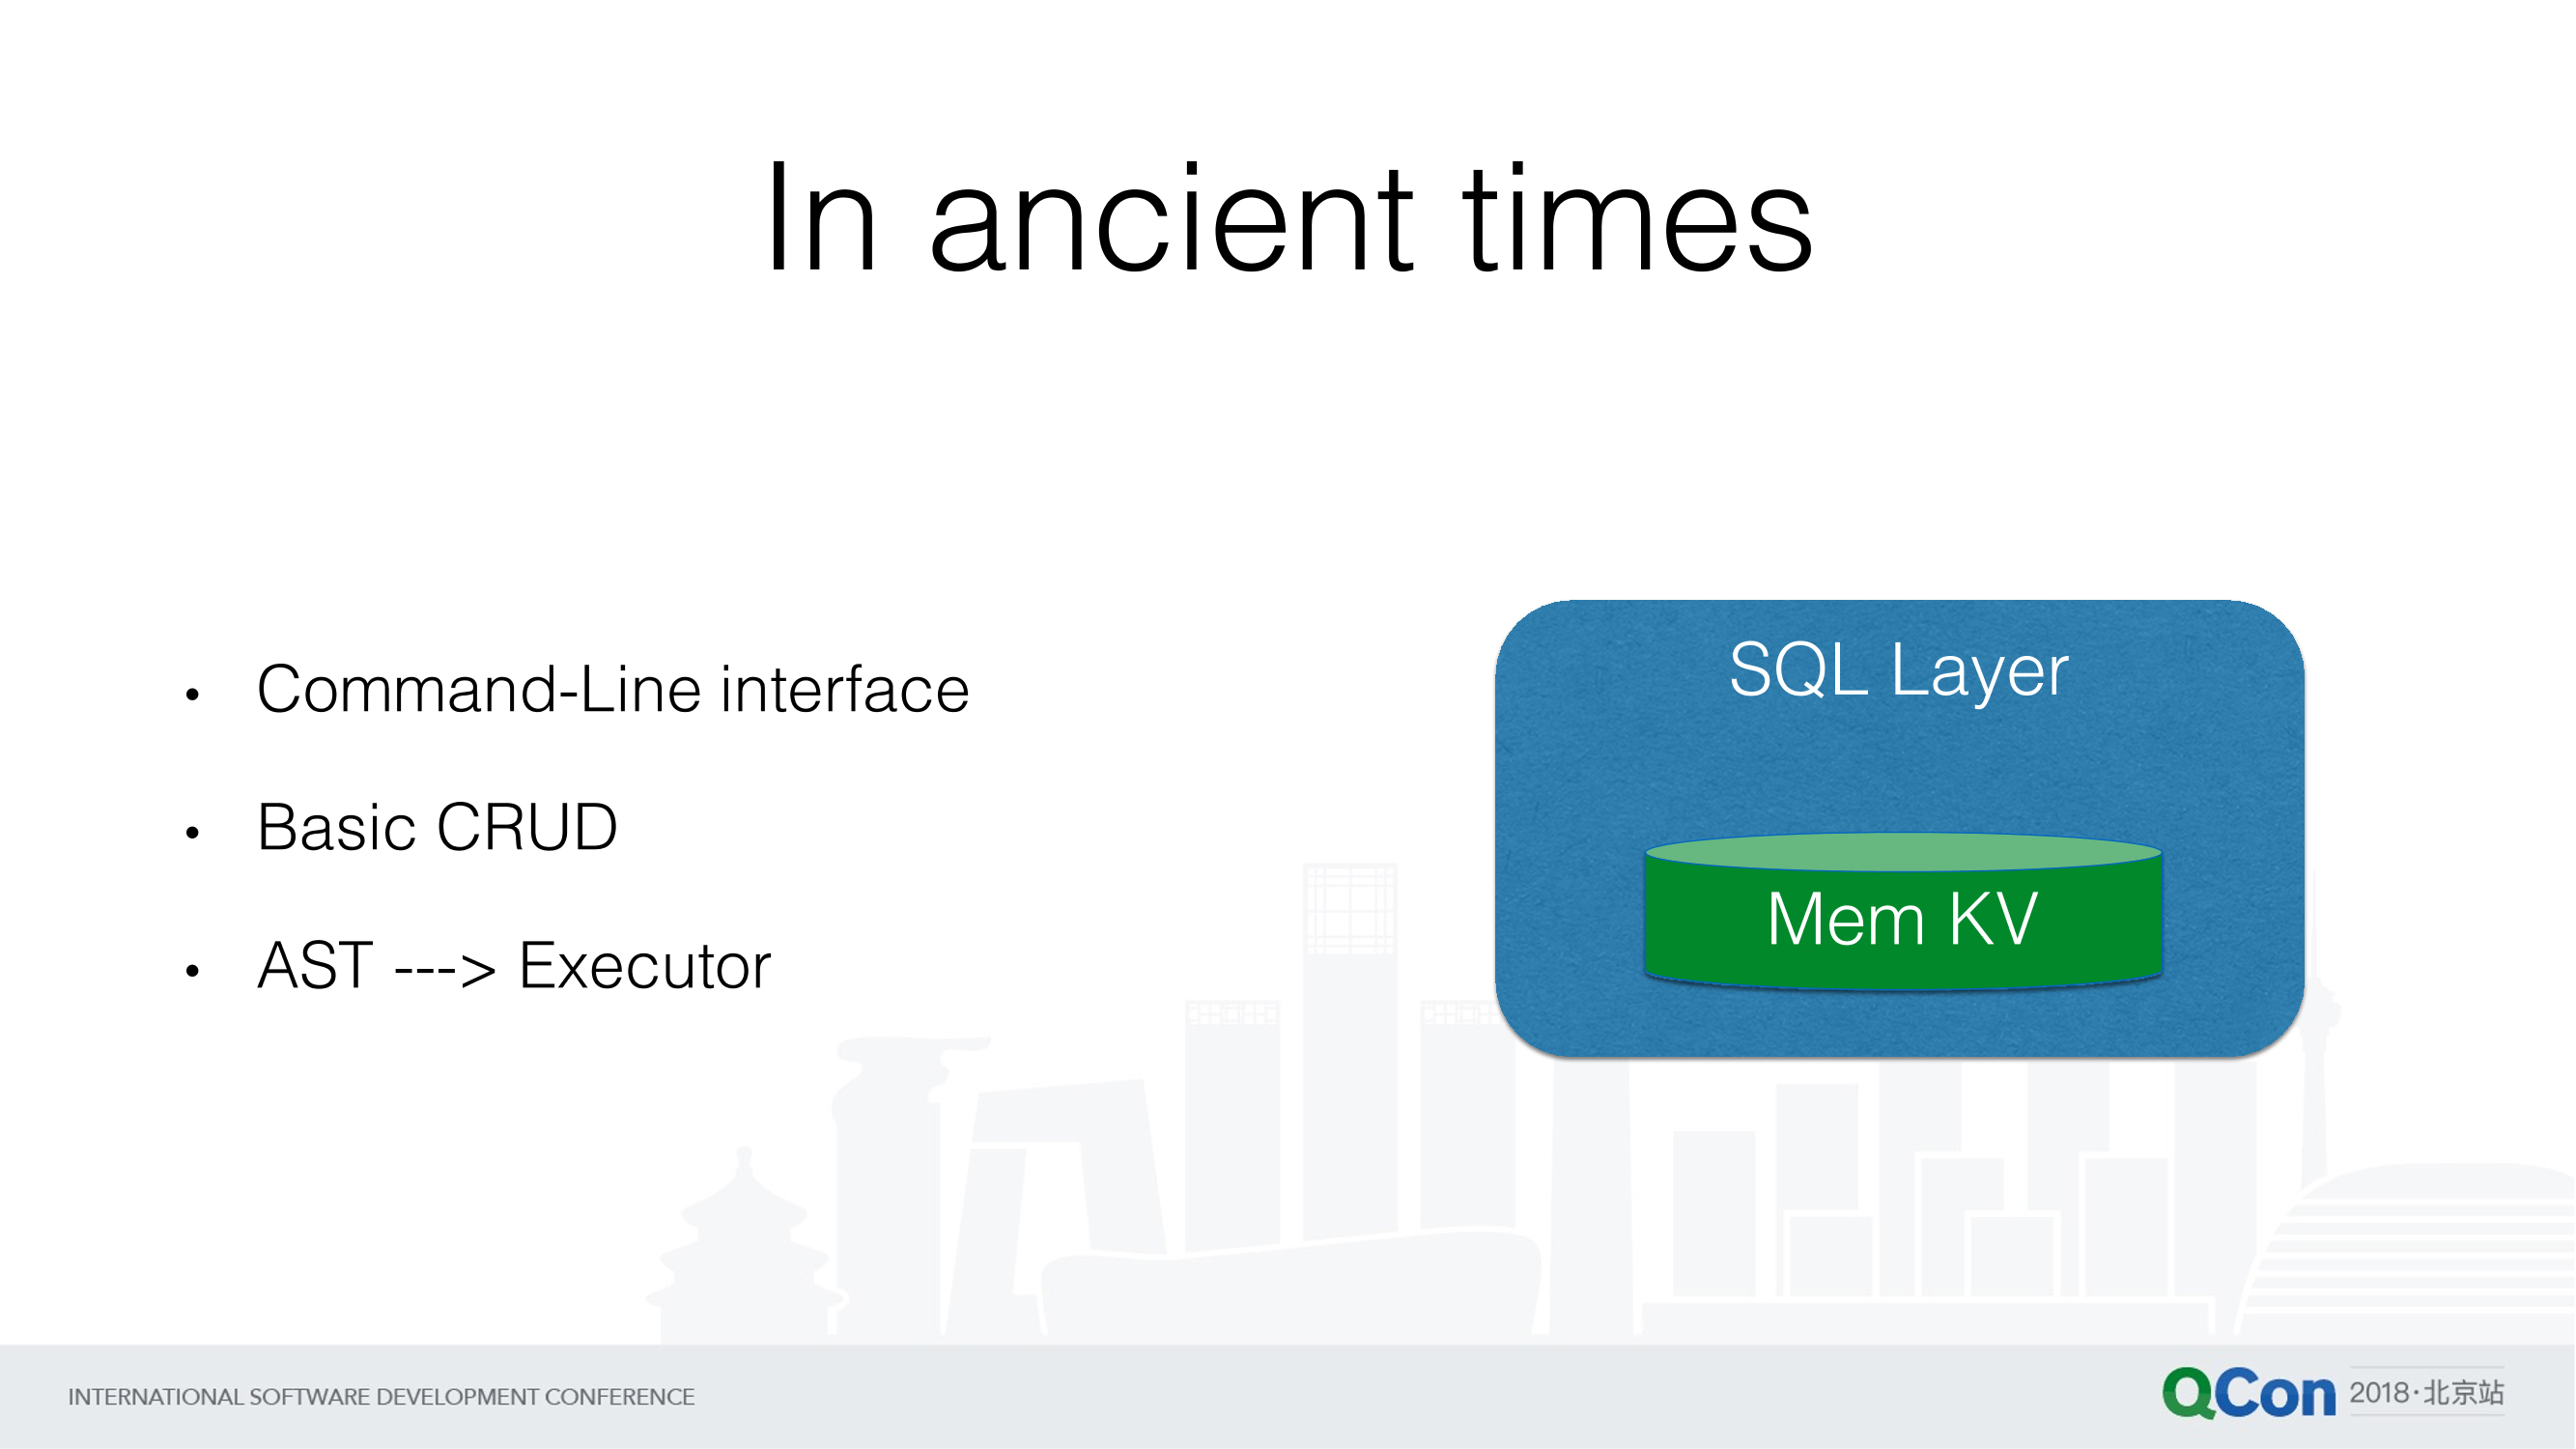 In ancient times
• Command-Line interface
• Basic CRUD
• AST ---> Executor
SQL Layer
Mem KV
INTERNATIONAL SOFTWARE DEVELOPMENT CONFERENCE
QCon 2018·北京站